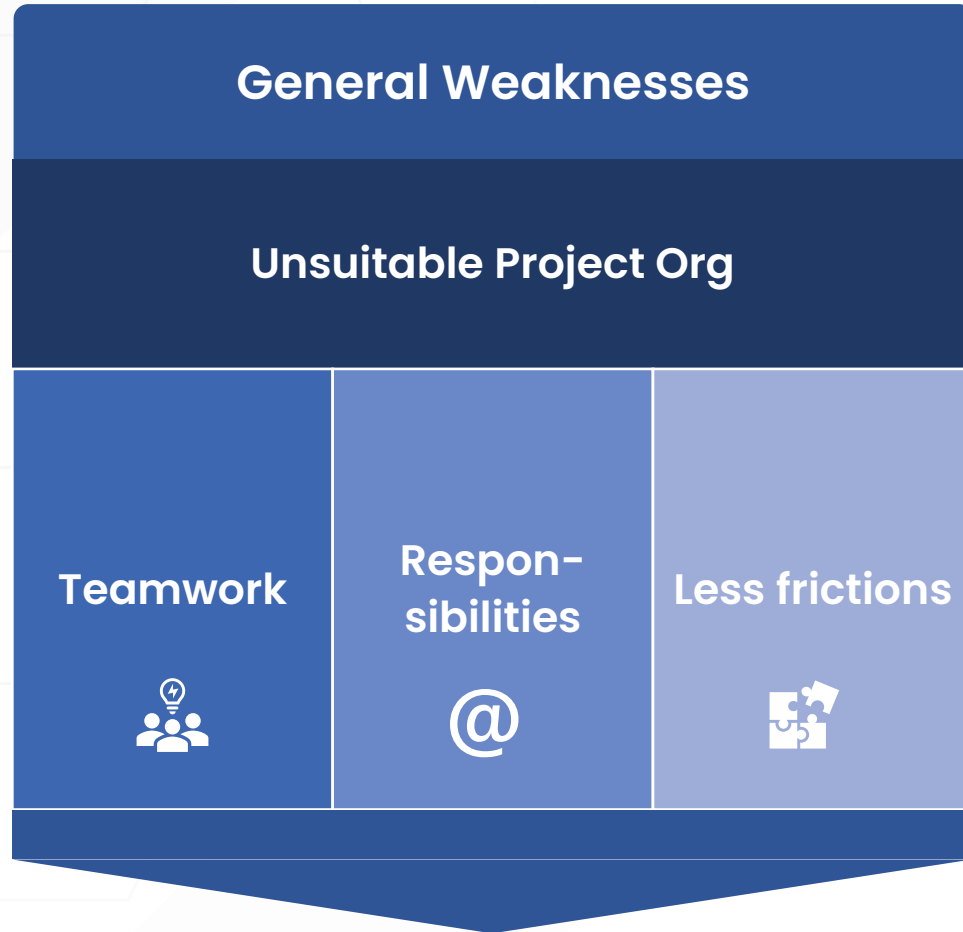 General Weaknesses
Unsuitable Project Org
Teamwork
Respon-
sibilities
Less frictions
@